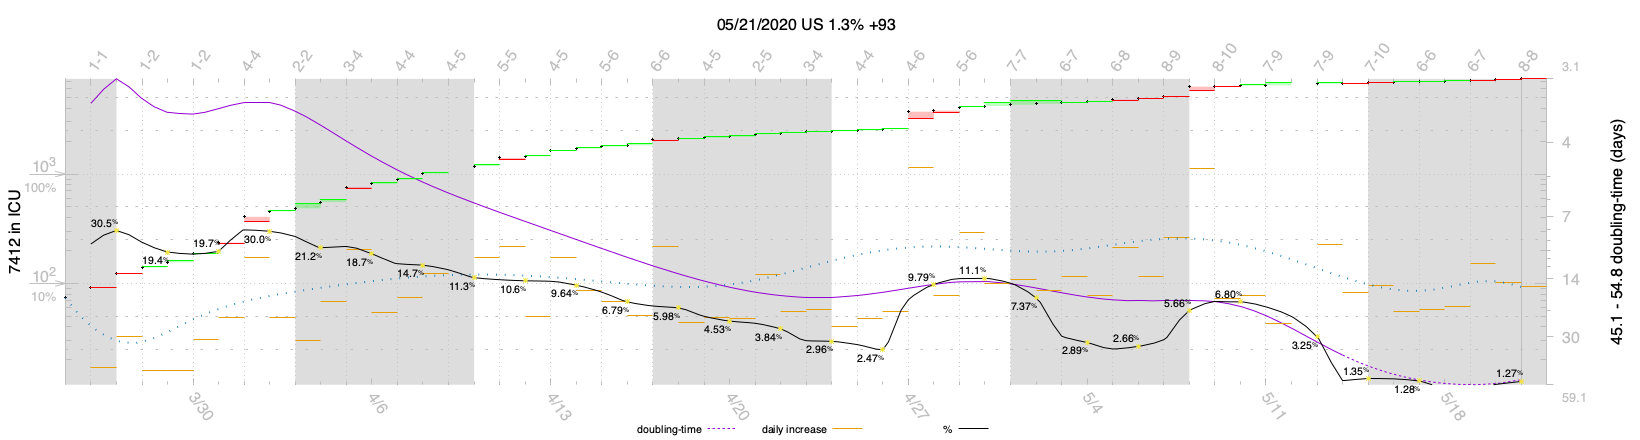 05/21/2020 US 1.3% +93
1-1 1-2 1-2 4-4 2-2 3-4 4-4 4-5 5-5 4-4 5-5 6-6 4-5 2-5 3-4 4-4 4-6 5-6 7-7 6-7 6-8 8-9 8-10 7-9 7-9 7-10 6-6 6-7 8-8
3.1
4
7
14
30
59.1
45.1 - 54.8 doubling-time (days)
7412 in ICU
10³
100%
10²
10%
30.5% 19.4% 19.7% 30.0% 21.2% 18.7% 14.7% 11.3% 10.6% 9.64% 6.79% 5.98% 4.53% 3.84% 2.96% 2.47% 9.79% 11.1% 7.37% 2.89% 2.66% 5.66% 6.80% 3.25% 1.35% 1.28% 1.27%
3/30 4/6 4/13 4/20 4/27 5/4 5/11 5/18
doubling-time daily increase %